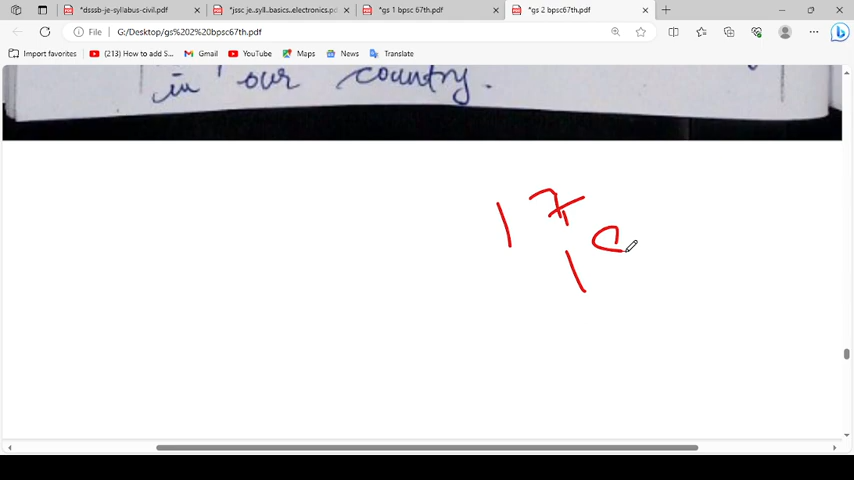 *dsssb-je-syllabus-civil.pdf
*jssc je..syll..basics..electronics.pd
*gs 1 bpsc 67th.pdf
*gs 2 bpsc67th.pdf
File G:/Desktop/gs%202%20bpsc67th.pdf
Import favorites
(213) How to add S...
Gmail
YouTube
Maps
News
Translate
in our country.
17
1